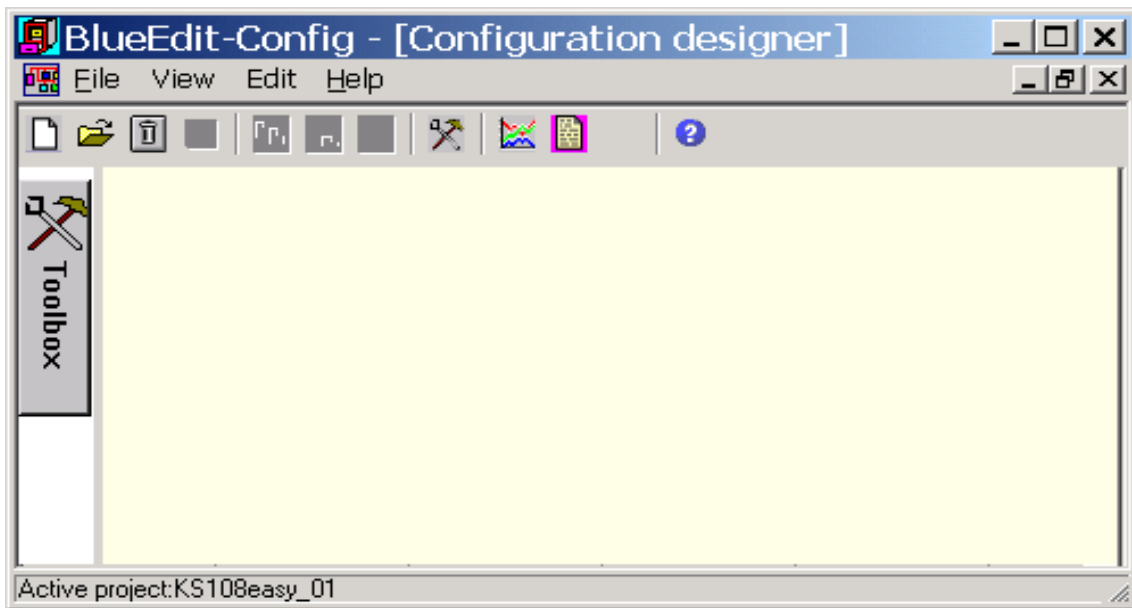 BlueEdit-Config - [Configuration designer]
File View Edit Help
Toolbox
Active project:KS108easy_01